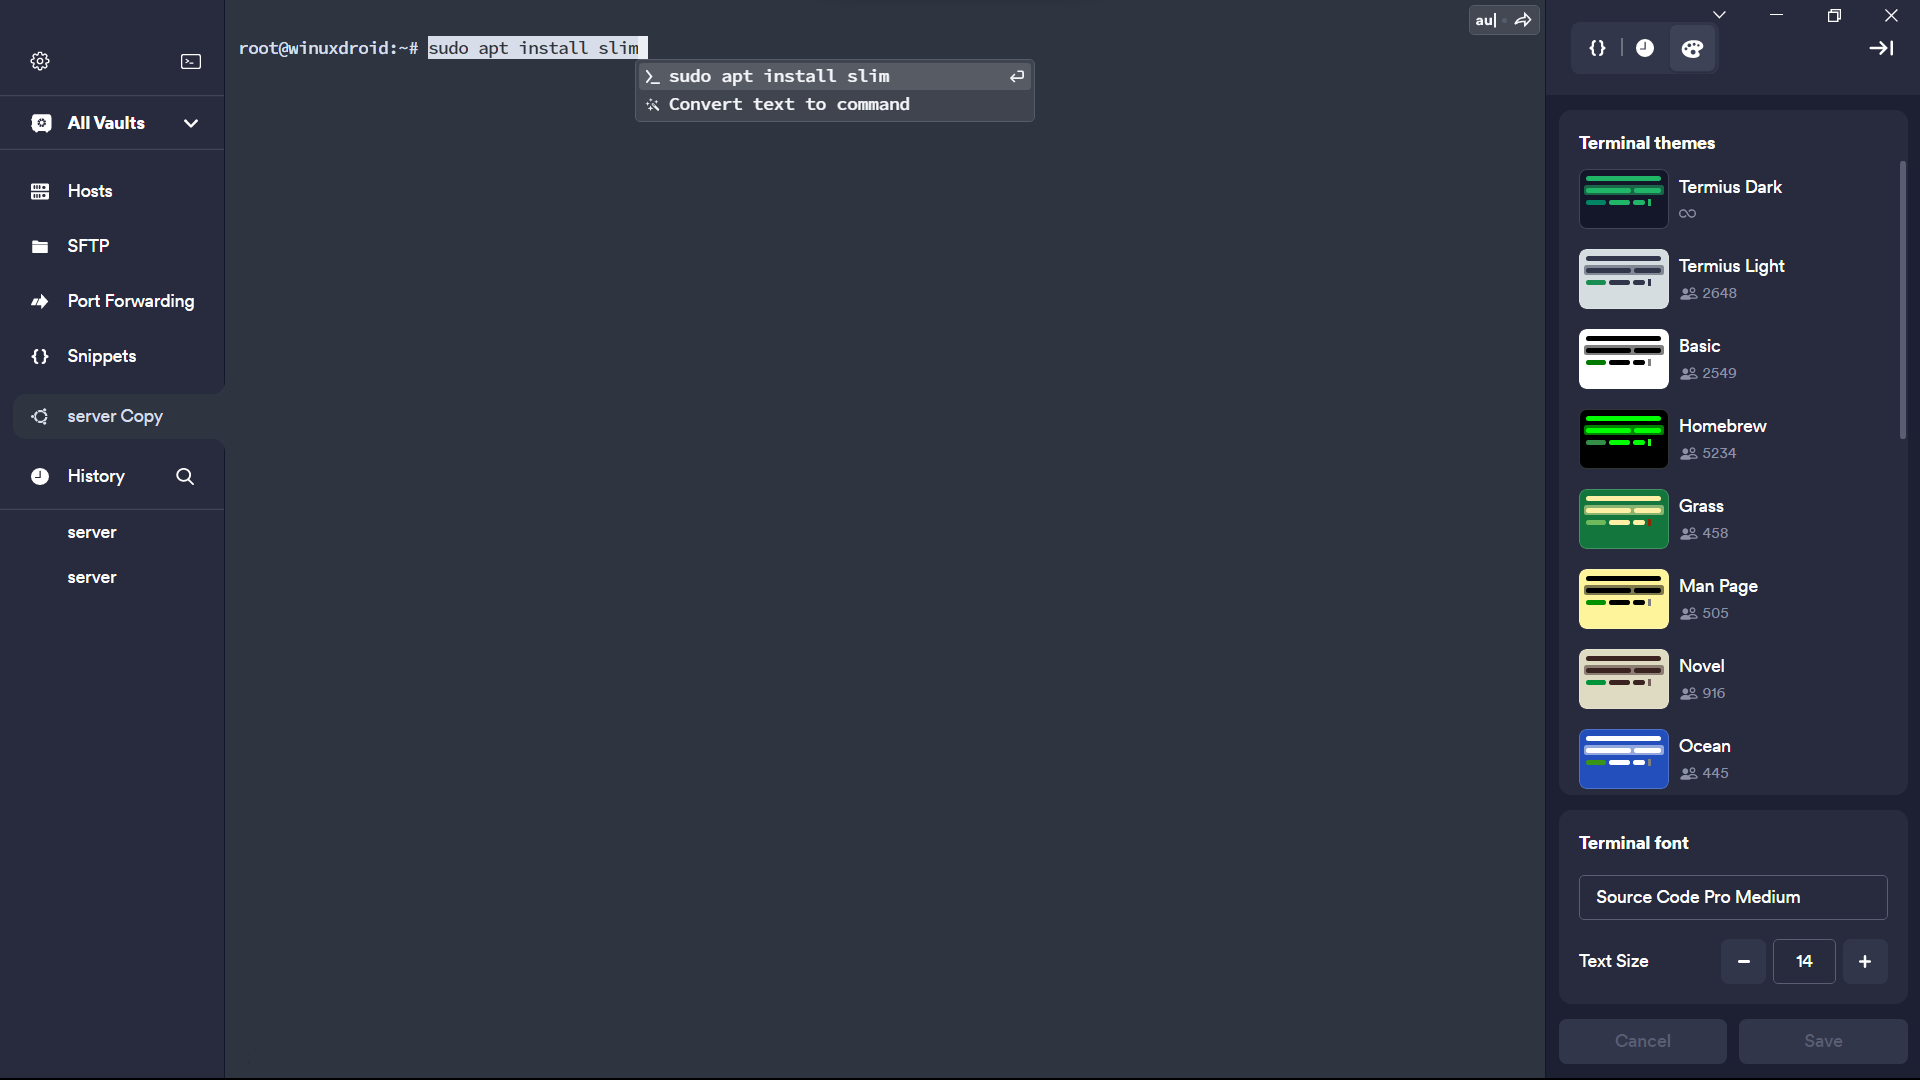 All Vaults
Hosts
SFTP
Port Forwarding
Snippets
server Copy
History
server
server
root@winuxdroid:~# sudo apt install slim
sudo apt install slim
Convert text to command
au|
Terminal themes
Termius Dark
∞
Termius Light
2648
Basic
2549
Homebrew
5234
Grass
458
Man Page
505
Novel
916
Ocean
445
Terminal font
Source Code Pro Medium
Text Size
− 14 +
Cancel
Save